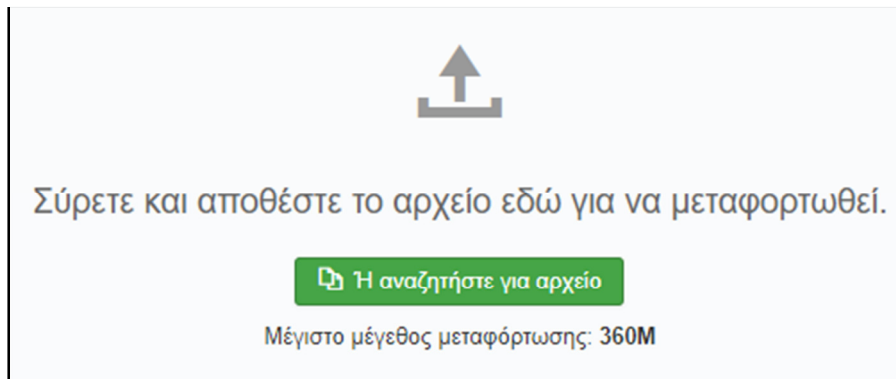 Σύρετε και αποθέστε το αρχείο εδώ για να μεταφορτωθεί.
Ή αναζητήστε για αρχείο
Μέγιστο μέγεθος μεταφόρτωσης: 360M